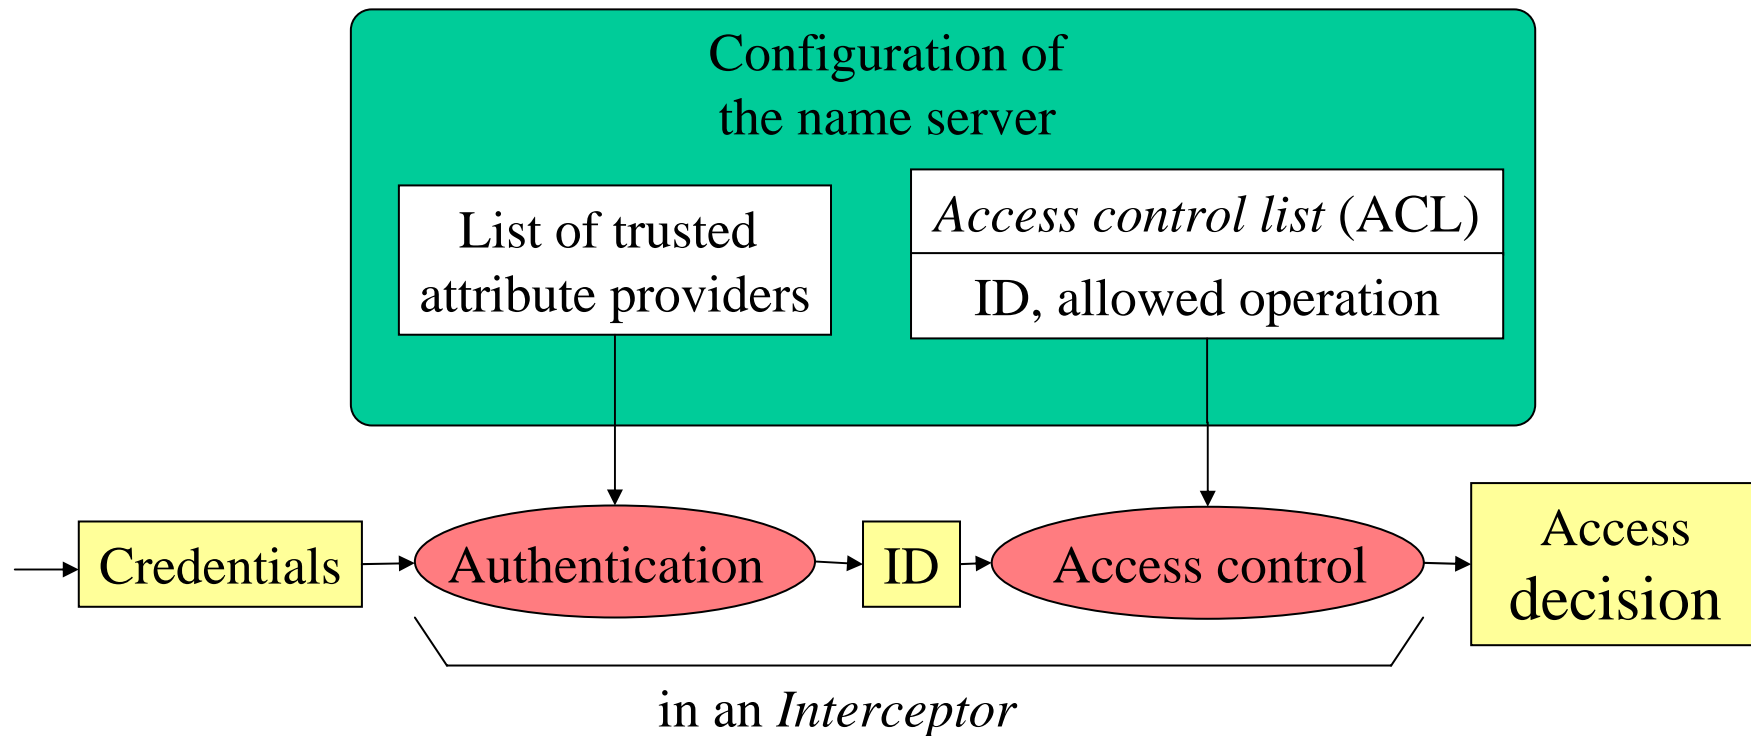 Configuration of
the name server
List of trusted
attribute providers
Access control list (ACL)
ID, allowed operation
Credentials
Authentication
ID
Access control
Access
decision
in an Interceptor